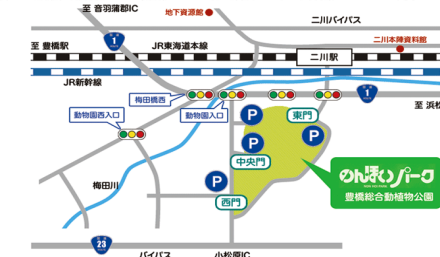 至 音羽蒲郡IC
地下資源館
二川バイパス
1
二川本陣資料館
至 豊橋駅
JR東海道本線
二川駅
JR新幹線
梅田橋西
1
動物園西入口
動物園入口
至 浜松
P
東門
P
P
中央門
のんほいパーク
豊橋総合動植物公園
梅田川
P
西門
23
バイパス
小松原IC